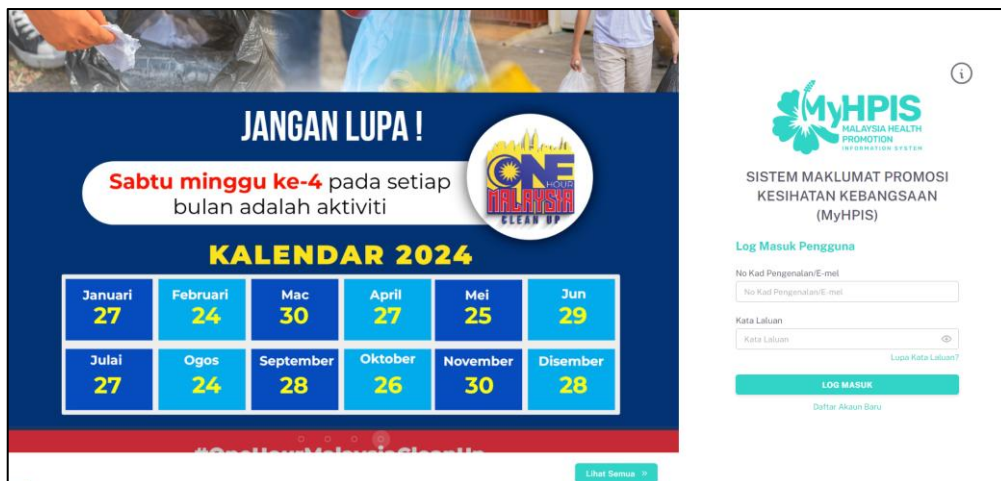 JANGAN LUPA !
Sabtu minggu ke-4 pada setiap
bulan adalah aktiviti
ONE
HOUR
MALAYSIA
CLEAN UP
KALENDAR 2024
Januari Februari Mac April Mei Jun
27 24 30 27 25 29
Julai Ogos September Oktober November Disember
27 24 28 26 30 28
#OneHourMalaysiaCleanUp
Lihat Semua »
MyHPIS
MALAYSIA HEALTH
PROMOTION
INFORMATION SYSTEM
SISTEM MAKLUMAT PROMOSI
KESIHATAN KEBANGSAAN
(MyHPIS)
Log Masuk Pengguna
No Kad Pengenalan/E-mel
No Kad Pengenalan/E-mel
Kata Laluan
Kata Laluan
Lupa Kata Laluan?
LOG MASUK
Daftar Akaun Baru